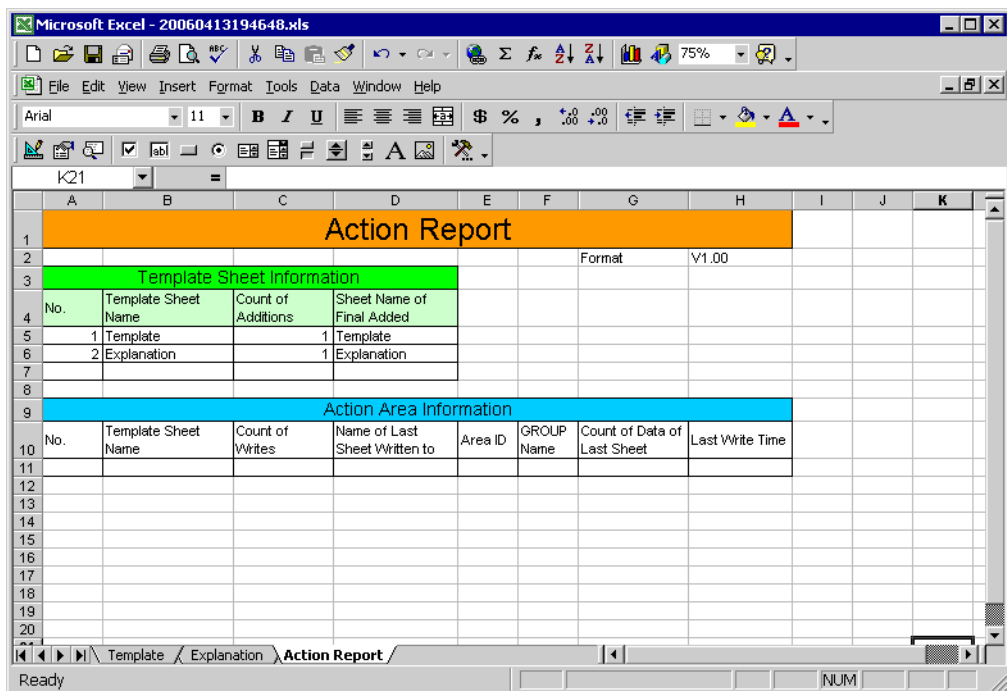 Microsoft Excel - 20060413194648.xls
75%
File Edit View Insert Format Tools Data Window Help
Arial 11 B I U $ % ,
K21 =
A B C D E F G H I J K
1 Action Report
2 Format V1.00
3 Template Sheet Information
4 No. Template Sheet Name Count of Additions Sheet Name of Final Added
5 1 Template 1 Template
6 2 Explanation 1 Explanation
7
8
9 Action Area Information
10 No. Template Sheet Name Count of Writes Name of Last Sheet Written to Area ID GROUP Name Count of Data of Last Sheet Last Write Time
11
12
13
14
15
16
17
18
19
20
Template Explanation Action Report
Ready NUM